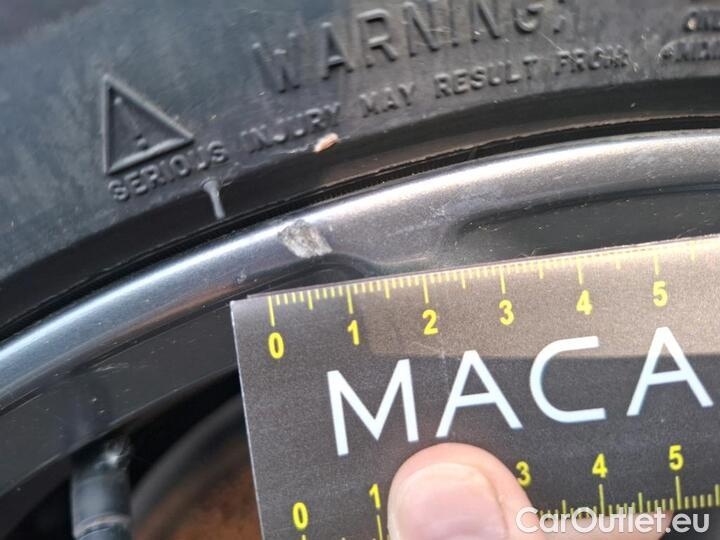 WARNING!
SERIOUS INJURY MAY RESULT FROM:
0 1 2 3 4 5
MACA
0 1 3 4 5
CarOutlet.eu